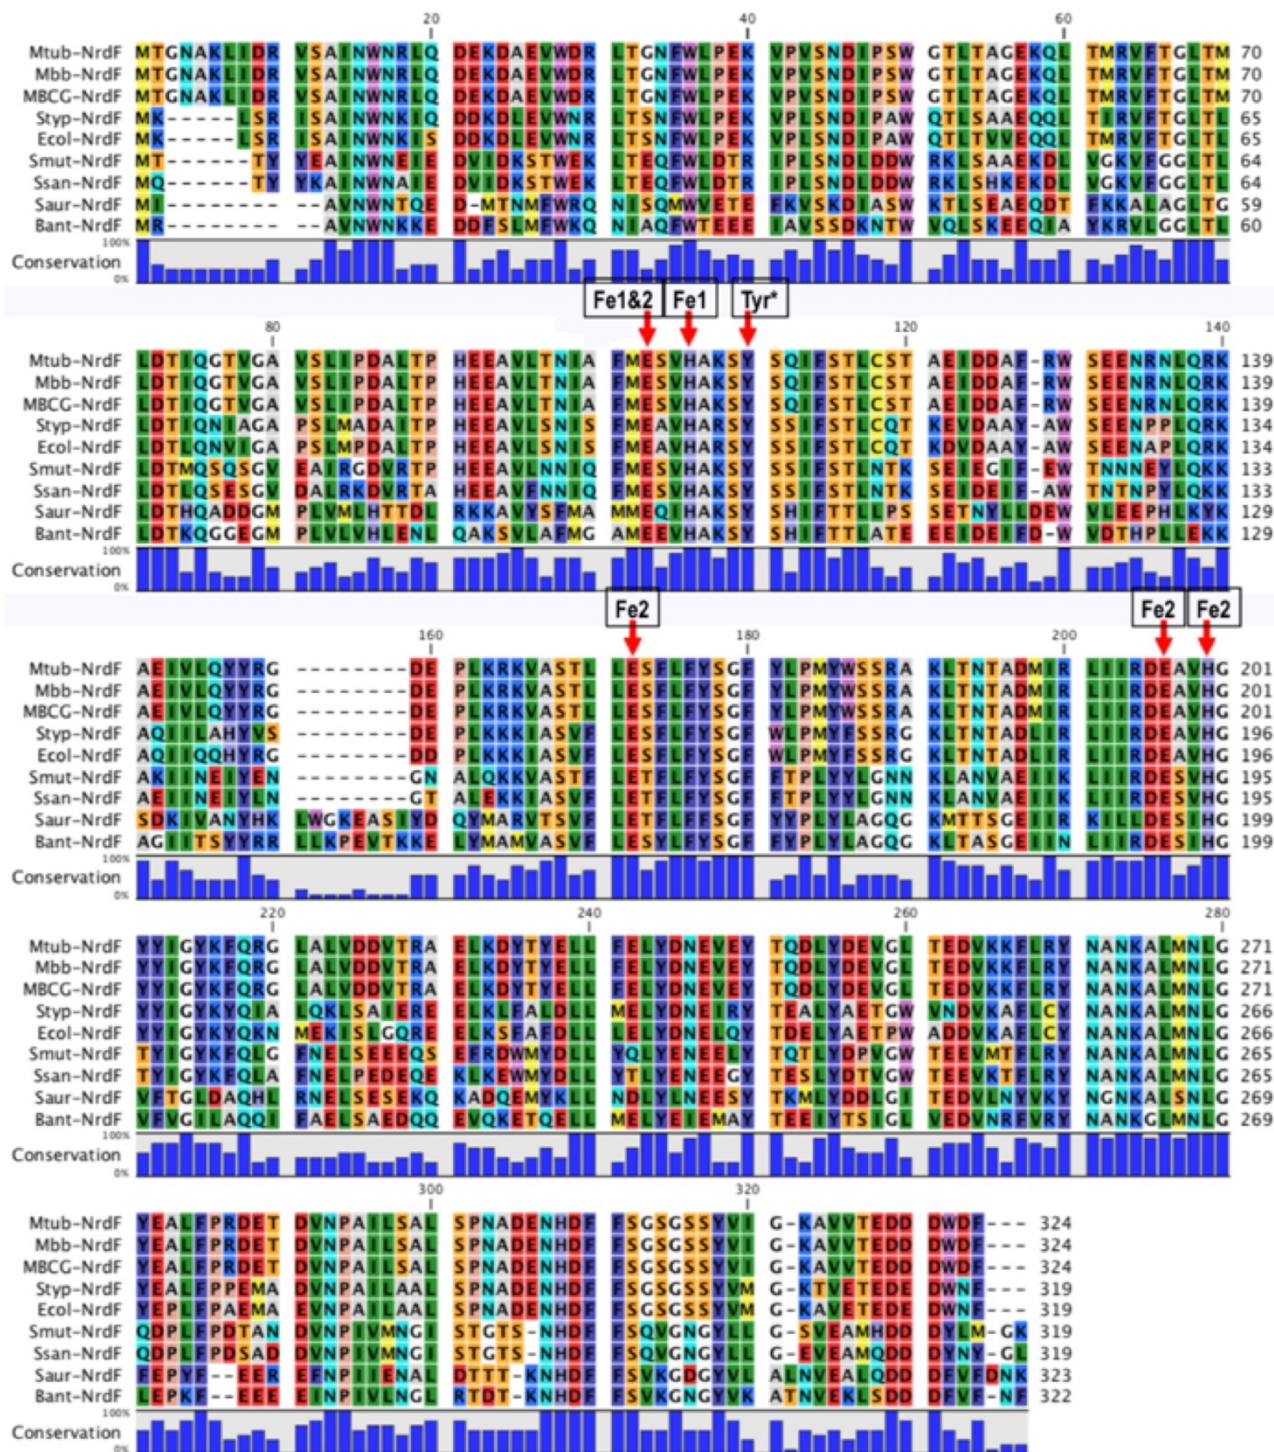 20 40 60
Mtub-NrdF MTGNAKLIDR VSAINWNRLQ DEKDAEVWDR LTGNFWLPEK VPVSNDIPSW GTLTAGEKQL TMRVFTGLTM 70
Mbb-NrdF MTGNAKLIDR VSAINWNRLQ DEKDAEVWDR LTGNFWLPEK VPVSNDIPSW GTLTAGEKQL TMRVFTGLTM 70
MBCG-NrdF MTGNAKLIDR VSAINWNRLQ DEKDAEVWDR LTGNFWLPEK VPVSNDIPSW GTLTAGEKQL TMRVFTGLTM 70
Styp-NrdF MK-----LSR ISAINWNKIQ DDKDLEVWNR LTSNFWLPEK VPLSNDIPAW QTLSAAEQQL TIRVFTGLTL 65
Ecol-NrdF MK-----LSR ISAINWNKIS DDKDLEVWNR LTSNFWLPEK VPLSNDIPAW QTLTVVEQQL TMRVFTGLTL 65
Smut-NrdF MT------TY YEAINWNEIE DVIDKSTWEK LTEQFWLDTR IPLSNDLDDW RKLSAAEKDL VGKVFGGLTL 64
Ssan-NrdF MQ------TY YKAINWNAIE DVIDKSTWEK LTEQFWLDTR IPLSNDLDDW RKLSHKEKDL VGKVFGGLTL 64
Saur-NrdF MI-------- --AVNWNTQE D-MTNMFWRQ NISQMWVETE FKVSKDIASW KTLSEAEQDT FKKALAGLTG 59
Bant-NrdF MR-------- --AVNWNKKE DDFSLMFWKQ NIAQFWTEEE IAVSSDKNTW VQLSKEEQIA YKRVLGGLTL 60
100%
Conservation
0%
Fe1&2 Fe1 Tyr*
80 120 140
Mtub-NrdF LDTIQGTVGA VSLIPDALTP HEEAVLTNIA FMESVHAKSY SQIFSTLCST AEIDDAF-RW SEENRNLQRK 139
Mbb-NrdF LDTIQGTVGA VSLIPDALTP HEEAVLTNIA FMESVHAKSY SQIFSTLCST AEIDDAF-RW SEENRNLQRK 139
MBCG-NrdF LDTIQGTVGA VSLIPDALTP HEEAVLTNIA FMESVHAKSY SQIFSTLCST AEIDDAF-RW SEENRNLQRK 139
Styp-NrdF LDTIQNIAGA PSLMADAITP HEEAVLSNIS FMEAVHARSY SSIFSTLCQT KEVDAAY-AW SEENPPLQRK 134
Ecol-NrdF LDTLQNVIGA PSLMPDALTP HEEAVLSNIS FMEAVHARSY SSIFSTLCQT KDVDAAY-AW SEENAPLQRK 134
Smut-NrdF LDTMQSQSGV EAIRGDVRTP HEEAVLNNIQ FMESVHAKSY SSIFSTLNTK SEIEGIF-EW TNNNEYLQKK 133
Ssan-NrdF LDTLQSESGV DALRKDVRTA HEEAVFNNIQ FMESVHAKSY SSIFSTLNTK SEIDEIF-AW TNTNPYLQKK 133
Saur-NrdF LDTHQADDGM PLVMLHTTDL RKKAVYSFMA MMEQIHAKSY SHIFTTLLPS SETNYLLDEW VLEEPHLKYK 129
Bant-NrdF LDTKQGGEGM PLVLVHLENL QAKSVLAFMG AMEEVHAKSY SHIFTTLATE EEIDEIFD-W VDTHPLLEKK 129
100%
Conservation
0%
Fe2 Fe2 Fe2
160 180 200
Mtub-NrdF AEIVLQYYRG --------DE PLKRKVASTL LESFLFYSGF YLPMYWSSRA KLTNTADMIR LIIRDEAVHG 201
Mbb-NrdF AEIVLQYYRG --------DE PLKRKVASTL LESFLFYSGF YLPMYWSSRA KLTNTADMIR LIIRDEAVHG 201
MBCG-NrdF AEIVLQYYRG --------DE PLKRKVASTL LESFLFYSGF YLPMYWSSRA KLTNTADMIR LIIRDEAVHG 201
Styp-NrdF AQIILAHYVS --------DE PLKKKIASVF LESFLFYSGF WLPMYFSSRG KLTNTADLIR LIIRDEAVHG 196
Ecol-NrdF AQIIQQHYRG --------DD PLKKKIASVF LESFLFYSGF WLPMYFSSRG KLTNTADLIR LIIRDEAVHG 196
Smut-NrdF AKIINEIYEN --------GN ALQKKVASTF LETFLFYSGF FTPLYYLGNN KLANVAEIIK LIIRDESVHG 195
Ssan-NrdF AEIINEIYLN --------GT ALEKKIASVF LETFLFYSGF FTPLYYLGNN KLANVAEIIK LIIRDESVHG 195
Saur-NrdF SDKIVANYHK LWGKEASIYD QYMARVTSVF LETFLFFSGF YYPLYLAGQG KMTTSGEIIR KILLDESIHG 199
Bant-NrdF AGIITSYYRR LLKPEVTKKE LYMAMVASVF LESYLFYSGF FYPLYLAGQG KLTASGEIIN LIIRDESIHG 199
100%
Conservation
0%
220 240 260 280
Mtub-NrdF YYIGYKFQRG LALVDDVTRA ELKDYTYELL FELYDNEVEY TQDLYDEVGL TEDVKKFLRY NANKALMNLG 271
Mbb-NrdF YYIGYKFQRG LALVDDVTRA ELKDYTYELL FELYDNEVEY TQDLYDEVGL TEDVKKFLRY NANKALMNLG 271
MBCG-NrdF YYIGYKFQRG LALVDDVTRA ELKDYTYELL FELYDNEVEY TQDLYDEVGL TEDVKKFLRY NANKALMNLG 271
Styp-NrdF YYIGYKYQIA LQKLSAIERE ELKLFALDLL MELYDNEIRY TEALYAETGW VNDVKAFLCY NANKALMNLG 266
Ecol-NrdF YYIGYKYQKN MEKISLGQRE ELKSFAFDLL LELYDNELQY TDELYAETPW ADDVKAFLCY NANKALMNLG 266
Smut-NrdF TYIGYKFQLG FNELSEEEQS EFRDWMYDLL YQLYENEELY TQTLYDPVGW TEEVMTFLRY NANKALMNLG 265
Ssan-NrdF TYIGYKFQLA FNELPEDEQE KLKEWMYDLL YTLYENEEGY TESLYDTVGW TEEVKTFLRY NANKALMNLG 265
Saur-NrdF VFTGLDAQHL RNELSESEKQ KADQEMYKLL NDLYLNEESY TKMLYDDLGI TEDVLNYVKY NGNKALSNLG 269
Bant-NrdF VFVGILAQQI FAELSAEDQQ EVQKETQELL MELYEIEMAY TEEIYTSIGL VEDVNRFVRY NANKGLMNLG 269
100%
Conservation
0%
300 320
Mtub-NrdF YEALFPRDET DVNPAILSAL SPNADENHDF FSGSGSSYVI G-KAVVTEDD DWDF--- 324
Mbb-NrdF YEALFPRDET DVNPAILSAL SPNADENHDF FSGSGSSYVI G-KAVVTEDD DWDF--- 324
MBCG-NrdF YEALFPRDET DVNPAILSAL SPNADENHDF FSGSGSSYVI G-KAVVTEDD DWDF--- 324
Styp-NrdF YEALFPPEMA DVNPAILAAL SPNADENHDF FSGSGSSYVM G-KTVETEDE DWNF--- 319
Ecol-NrdF YEPLFPAEMA EVNPAILAAL SPNADENHDF FSGSGSSYVM G-KAVETEDE DWNF--- 319
Smut-NrdF QDPLFPDTAN DVNPIVMNGI STGTS-NHDF FSQVGNGYLL G-SVEAMHDD DYLM-GK 319
Ssan-NrdF QDPLFPDSAD DVNPIVMNGI STGTS-NHDF FSQVGNGYLL G-EVEAMQDD DYNY-GL 319
Saur-NrdF FEPYF--EER EFNPIIENAL DTTT-KNHDF FSVKGDGYVL ALNVEALQDD DFVFDNK 323
Bant-NrdF LEPKF--EEE EINPIVLNGL RTDT-KNHDF FSVKGNGYVK ATNVEKLSDD DFVF-NF 322
100%
Conservation
0%